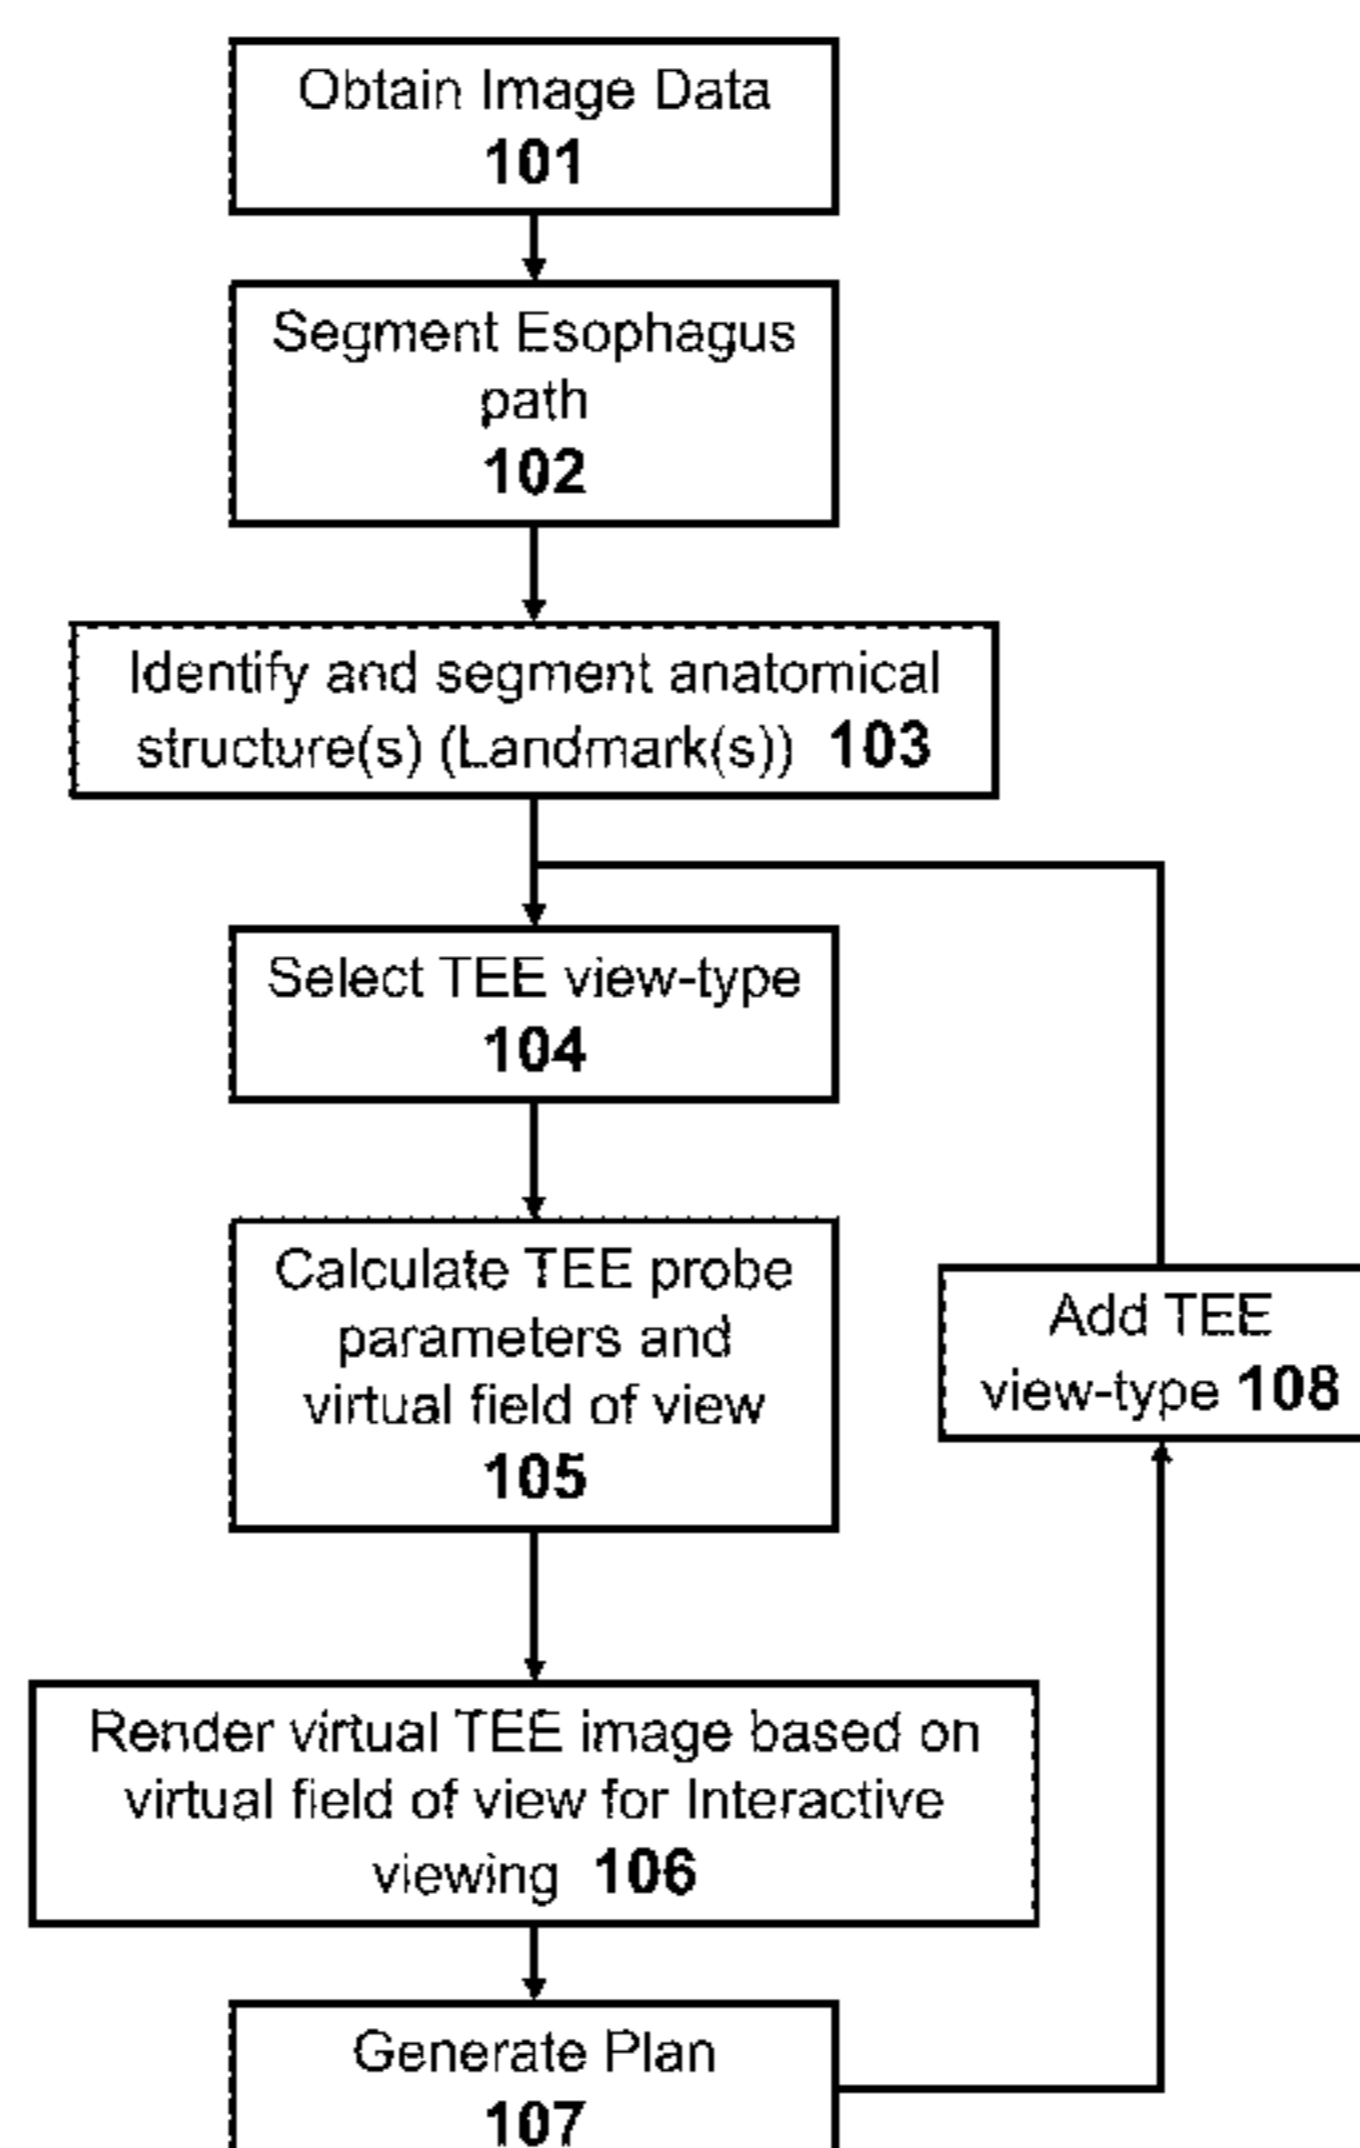 Obtain Image Data
101
Segment Esophagus
path
102
Identify and segment anatomical
structure(s) (Landmark(s)) 103
Select TEE view-type
104
Calculate TEE probe
parameters and
virtual field of view
105
Add TEE
view-type 108
Render virtual TEE image based on
virtual field of view for Interactive
viewing 106
Generate Plan
107